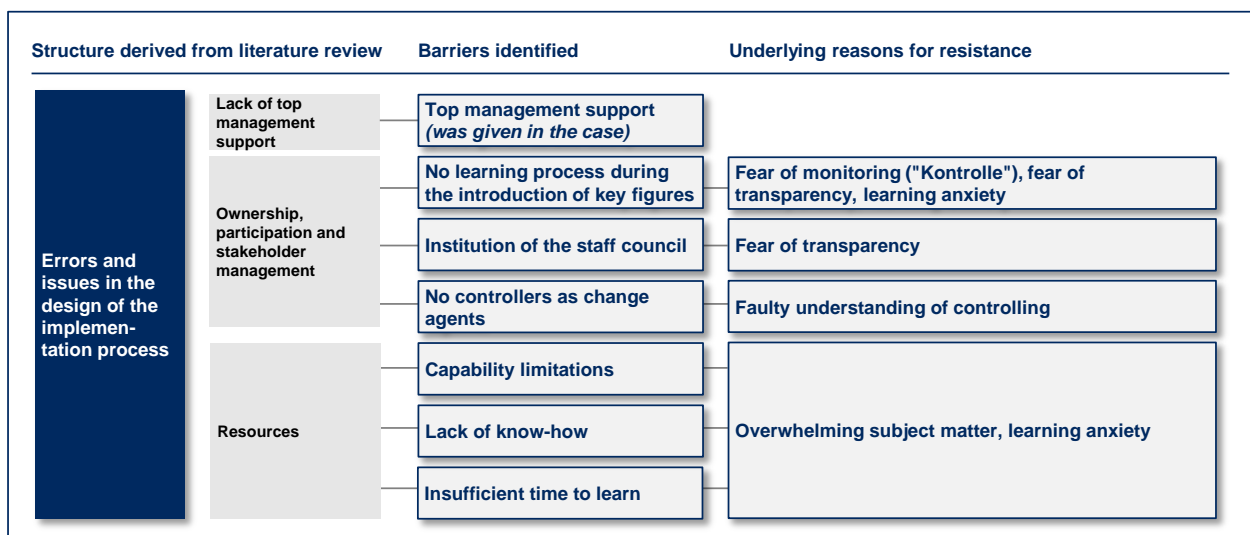 Structure derived from literature review
Barriers identified
Underlying reasons for resistance
Errors and
issues in the
design of the
implemen-
tation process
Lack of top
management
support
Top management support
(was given in the case)
Ownership,
participation and
stakeholder
management
No learning process during
the introduction of key figures
Fear of monitoring ("Kontrolle"), fear of
transparency, learning anxiety
Institution of the staff council
Fear of transparency
No controllers as change
agents
Faulty understanding of controlling
Resources
Capability limitations
Lack of know-how
Insufficient time to learn
Overwhelming subject matter, learning anxiety